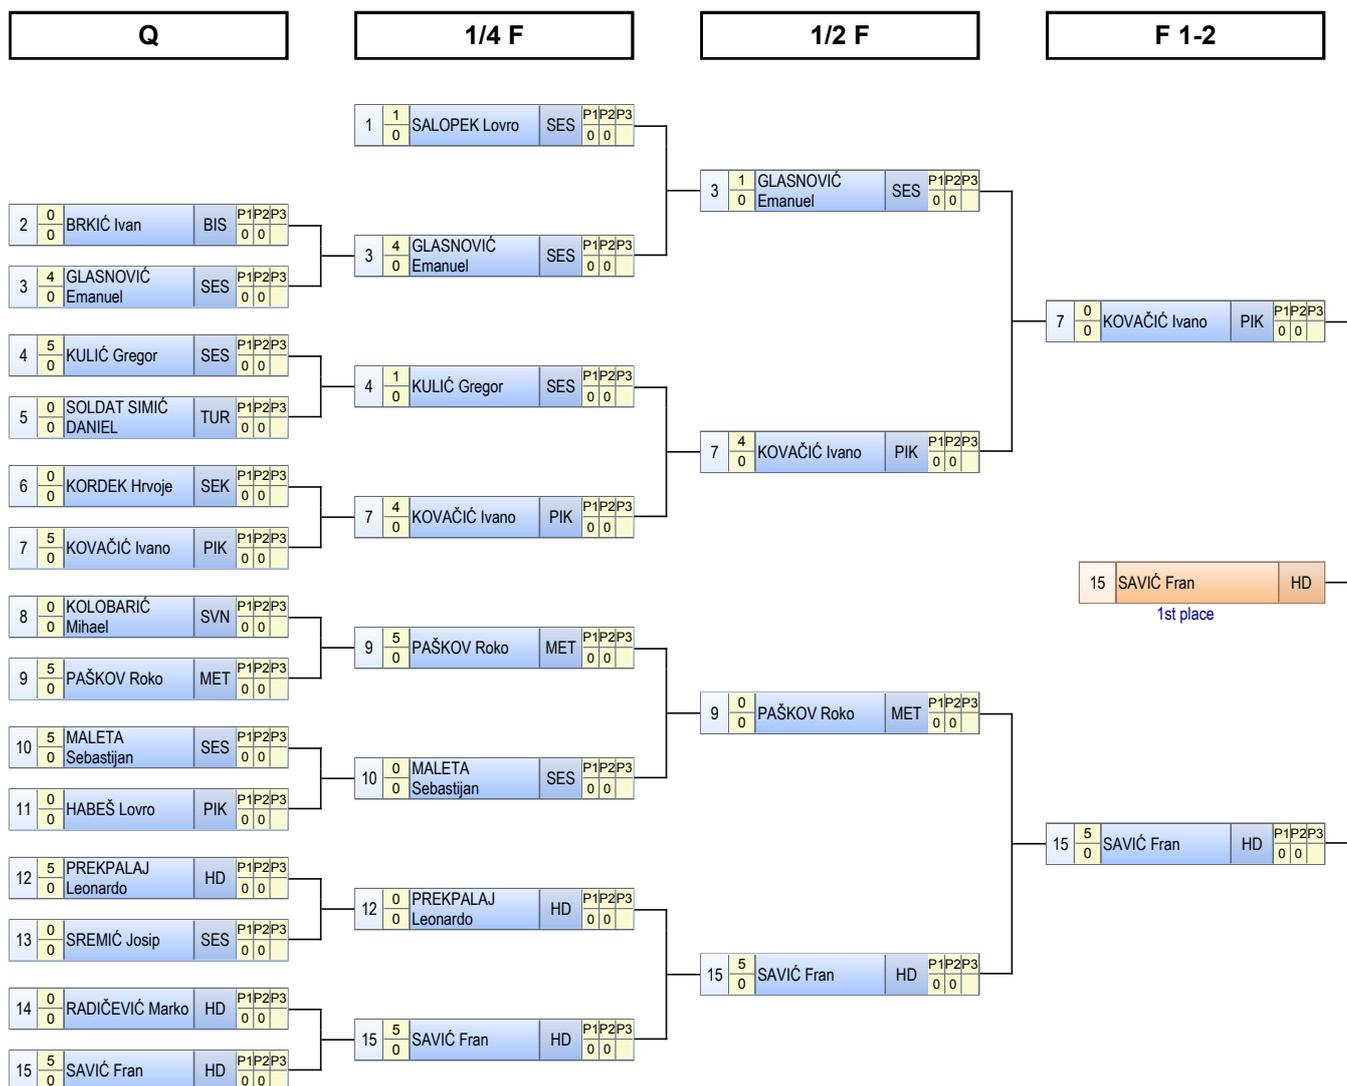 Q
1/4 F
1/2 F
F 1-2
1 1 SALOPEK Lovro SES P1 P2 P3
0 0 0
3 1 GLASNOVIĆ
Emanuel SES P1 P2 P3
0 0 0
2 0 BRKIĆ Ivan BIS P1 P2 P3
0 0 0
3 4 GLASNOVIĆ
Emanuel SES P1 P2 P3
0 0 0
3 4 GLASNOVIĆ
Emanuel SES P1 P2 P3
0 0 0
7 0 KOVAČIĆ Ivano PIK P1 P2 P3
0 0 0
4 5 KULIĆ Gregor SES P1 P2 P3
0 0 0
4 1 KULIĆ Gregor SES P1 P2 P3
0 0 0
5 0 SOLDAT SIMIĆ
DANIEL TUR P1 P2 P3
0 0 0
7 4 KOVAČIĆ Ivano PIK P1 P2 P3
0 0 0
6 0 KORDEK Hrvoje SEK P1 P2 P3
0 0 0
7 4 KOVAČIĆ Ivano PIK P1 P2 P3
0 0 0
7 5 KOVAČIĆ Ivano PIK P1 P2 P3
0 0 0
15 SAVIĆ Fran HD
1st place
8 0 KOLOBARIĆ
Mihael SVN P1 P2 P3
0 0 0
9 5 PAŠKOV Roko MET P1 P2 P3
0 0 0
9 5 PAŠKOV Roko MET P1 P2 P3
0 0 0
9 0 PAŠKOV Roko MET P1 P2 P3
0 0 0
10 5 MALETA
Sebastijan SES P1 P2 P3
0 0 0
10 0 MALETA
Sebastijan SES P1 P2 P3
0 0 0
11 0 HABEŠ Lovro PIK P1 P2 P3
0 0 0
15 5 SAVIĆ Fran HD P1 P2 P3
0 0 0
12 5 PREKPALAJ
Leonardo HD P1 P2 P3
0 0 0
12 0 PREKPALAJ
Leonardo HD P1 P2 P3
0 0 0
13 0 SREMIĆ Josip SES P1 P2 P3
0 0 0
15 5 SAVIĆ Fran HD P1 P2 P3
0 0 0
14 0 RADIČEVIĆ Marko HD P1 P2 P3
0 0 0
15 5 SAVIĆ Fran HD P1 P2 P3
0 0 0
15 5 SAVIĆ Fran HD P1 P2 P3
0 0 0